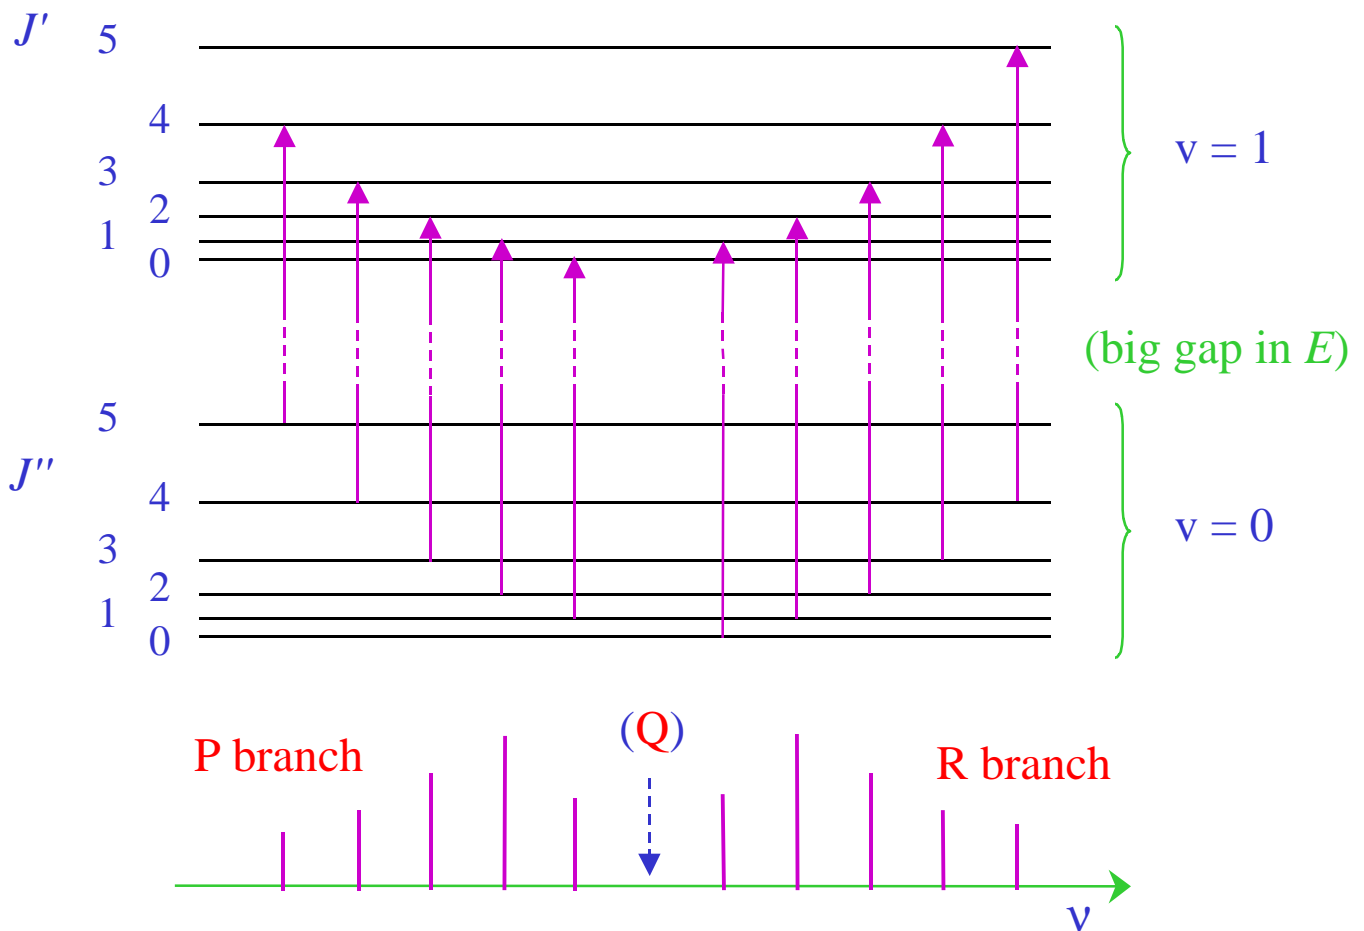 J′ 5
4
3
2
1
0
v = 1
(big gap in E)
J″ 5
4
3
2
1
0
v = 0
P branch (Q) R branch
ν